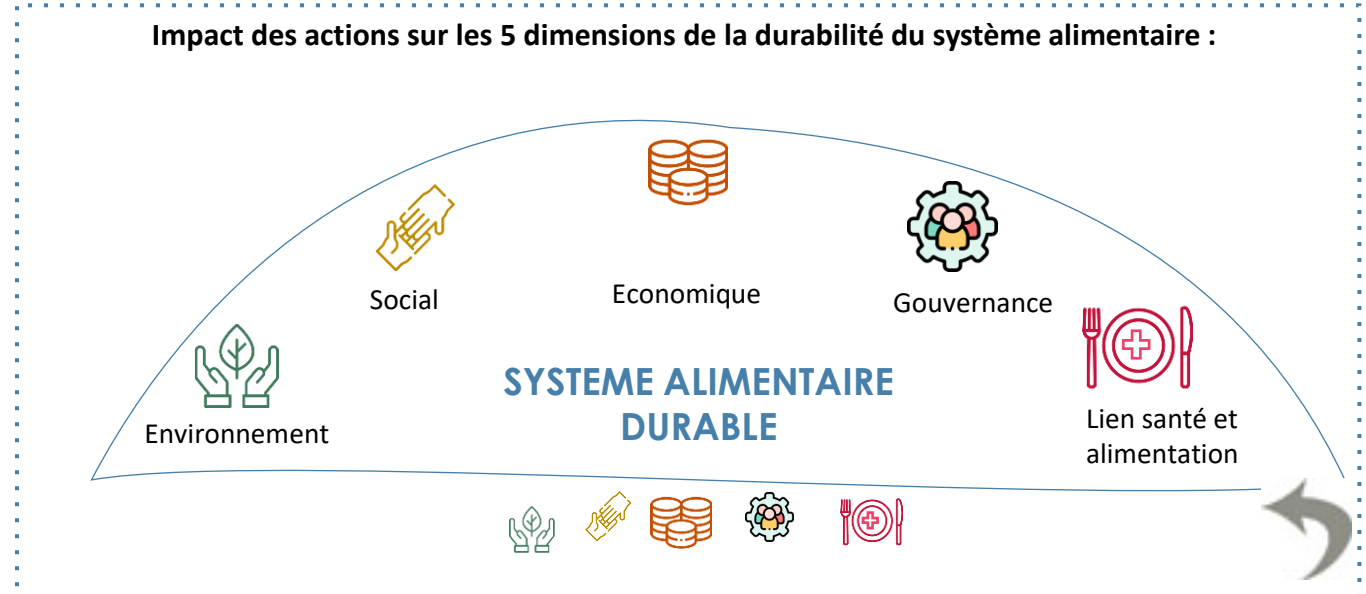 Impact des actions sur les 5 dimensions de la durabilité du système alimentaire :
Social
Economique
Gouvernance
Environnement
SYSTEME ALIMENTAIRE
DURABLE
Lien santé et
alimentation